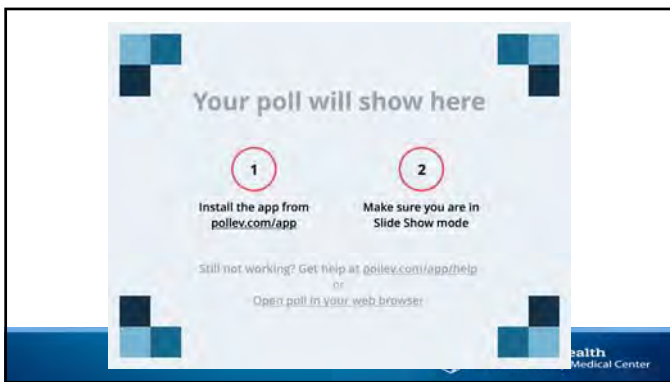 Your poll will show here
1
2
Install the app from
pollev.com/app
Make sure you are in
Slide Show mode
Still not working? Get help at pollev.com/app/help
or
Open poll in your web browser
Medical Center